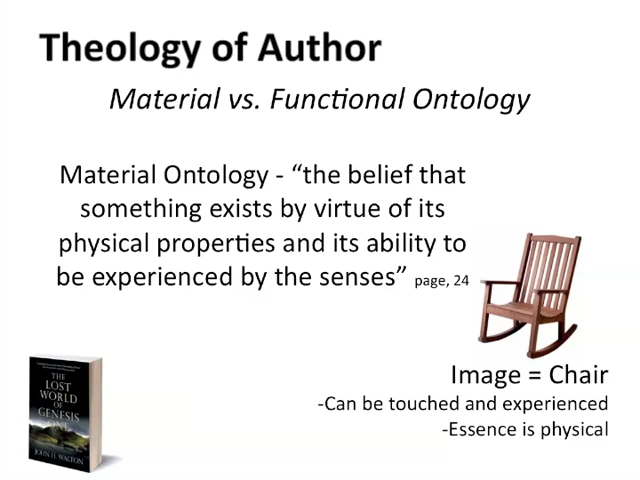 Theology of Author
Material vs. Functional Ontology
Material Ontology - “the belief that
something exists by virtue of its
physical properties and its ability to
be experienced by the senses” page, 24
Image = Chair
-Can be touched and experienced
-Essence is physical
THE
LOST
WORLD
OF
GENESIS
ONE
JOHN H. WALTON